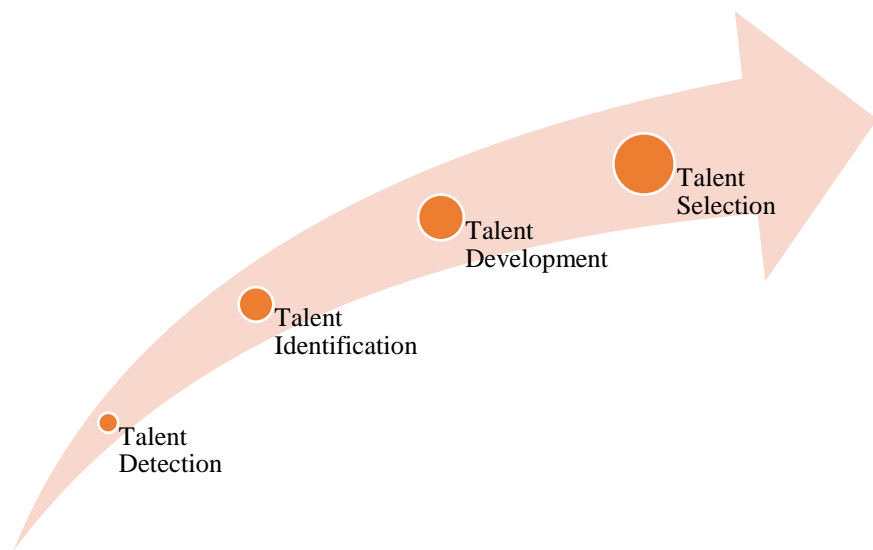 Talent
Selection
Talent
Development
Talent
Identification
Talent
Detection